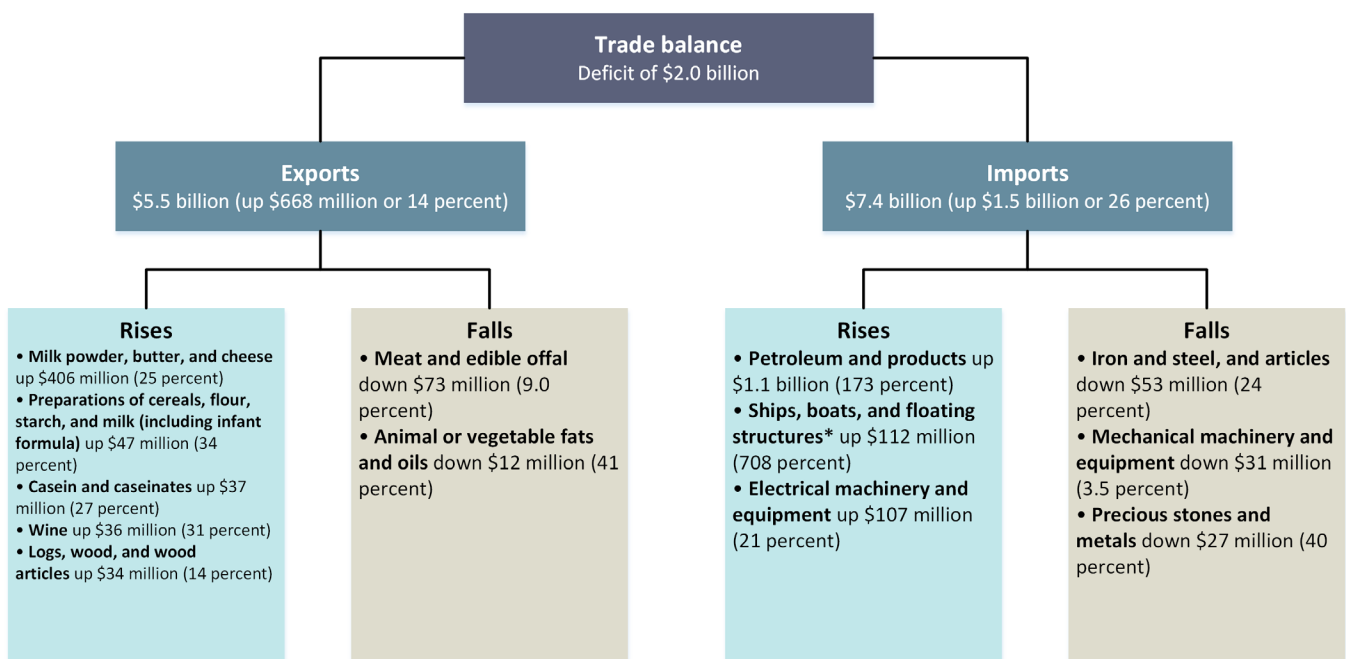 Trade balance
Deficit of $2.0 billion
Exports
$5.5 billion (up $668 million or 14 percent)
Imports
$7.4 billion (up $1.5 billion or 26 percent)
Rises
• Milk powder, butter, and cheese
up $406 million (25 percent)
• Preparations of cereals, flour,
starch, and milk (including infant
formula) up $47 million (34
percent)
• Casein and caseinates up $37
million (27 percent)
• Wine up $36 million (31 percent)
• Logs, wood, and wood
articles up $34 million (14 percent)
Falls
• Meat and edible offal
down $73 million (9.0
percent)
• Animal or vegetable fats
and oils down $12 million (41
percent)
Rises
• Petroleum and products up
$1.1 billion (173 percent)
• Ships, boats, and floating
structures* up $112 million
(708 percent)
• Electrical machinery and
equipment up $107 million
(21 percent)
Falls
• Iron and steel, and articles
down $53 million (24
percent)
• Mechanical machinery and
equipment down $31 million
(3.5 percent)
• Precious stones and
metals down $27 million (40
percent)